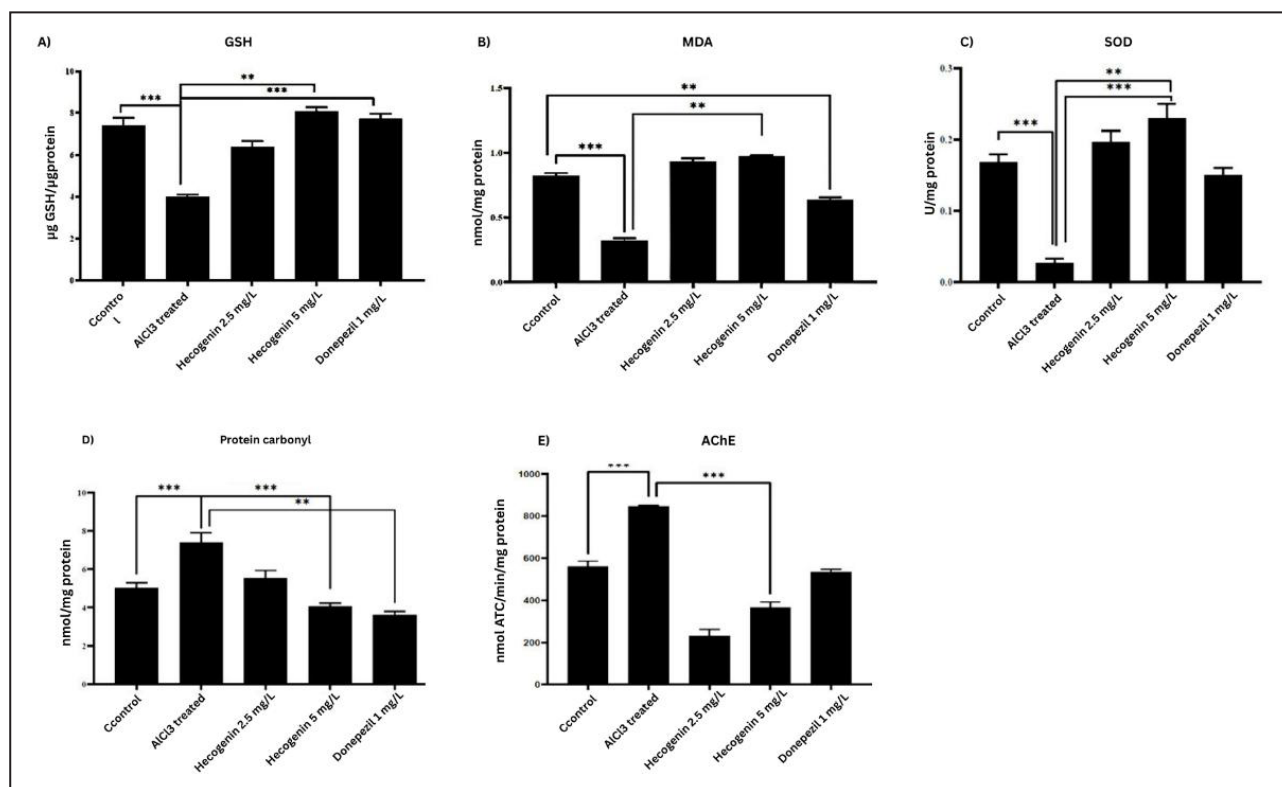 A) GSH
***
**
***
10
8
6
4
2
0
µg GSH/µgprotein
Ccontro
l
AlCl3 treated
Hecogenin 2.5 mg/L
Hecogenin 5 mg/L
Donepezil 1 mg/L
B) MDA
**
**
***
1.5
1.0
0.5
0.0
nmol/mg protein
Ccontrol
AlCl3 treated
Hecogenin 2.5 mg/L
Hecogenin 5 mg/L
Donepezil 1 mg/L
C) SOD
**
***
***
0.3
0.2
0.1
0.0
U/mg protein
Ccontrol
AlCl3 treated
Hecogenin 2.5 mg/L
Hecogenin 5 mg/L
Donepezil 1 mg/L
D) Protein carbonyl
***
***
**
10
8
6
4
2
0
nmol/mg protein
Ccontrol
AlCl3 treated
Hecogenin 2.5 mg/L
Hecogenin 5 mg/L
Donepezil 1 mg/L
E) AChE
***
***
1000
800
600
400
200
0
nmol ATC/min/mg protein
Ccontrol
AlCl3 treated
Hecogenin 2.5 mg/L
Hecogenin 5 mg/L
Donepezil 1 mg/L